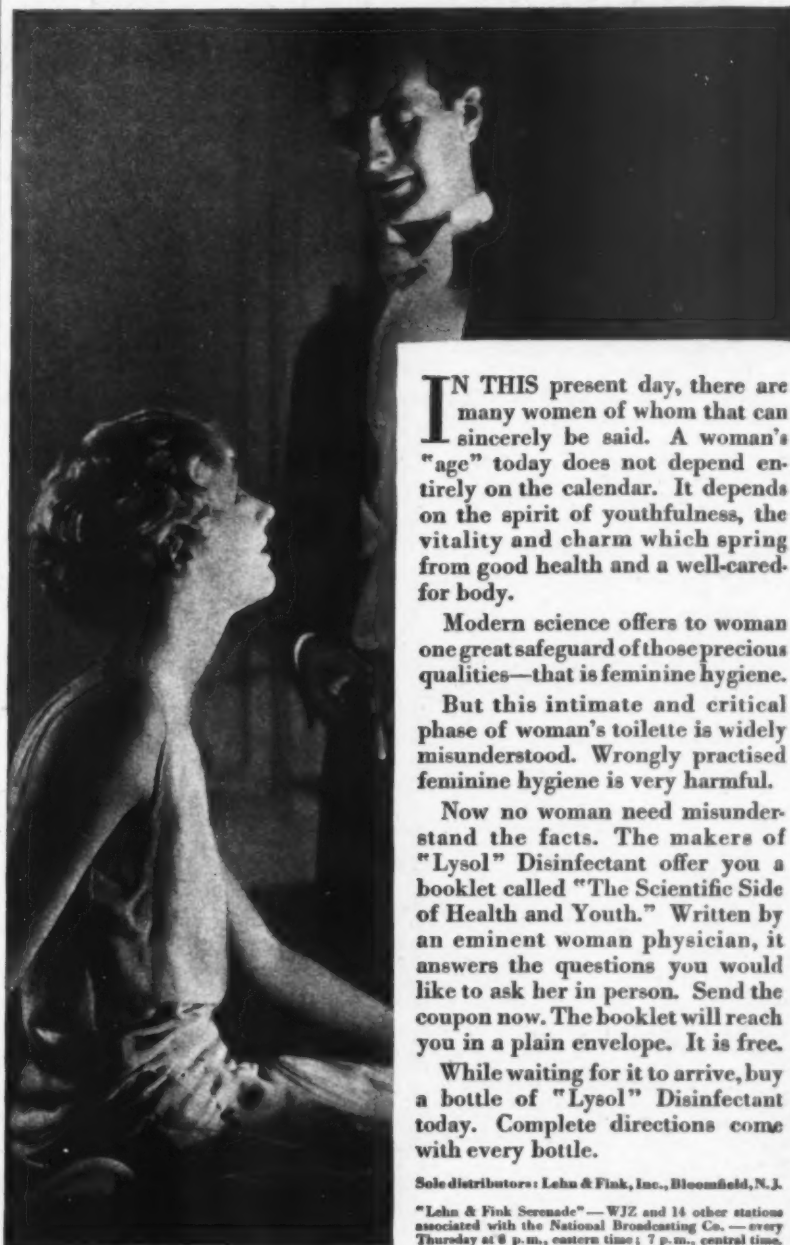 IN THIS present day, there are
many women of whom that can
sincerely be said. A woman's
"age" today does not depend en-
tirely on the calendar. It depends
on the spirit of youthfulness, the
vitality and charm which spring
from good health and a well-cared-
for body.
Modern science offers to woman
one great safeguard of those precious
qualities—that is feminine hygiene.
But this intimate and critical
phase of woman's toilette is widely
misunderstood. Wrongly practised
feminine hygiene is very harmful.
Now no woman need misunder-
stand the facts. The makers of
"Lysol" Disinfectant offer you a
booklet called "The Scientific Side
of Health and Youth." Written by
an eminent woman physician, it
answers the questions you would
like to ask her in person. Send the
coupon now. The booklet will reach
you in a plain envelope. It is free.
While waiting for it to arrive, buy
a bottle of "Lysol" Disinfectant
today. Complete directions come
with every bottle.
Sole distributors: Lehn & Fink, Inc., Bloomfield, N.J.
"Lehn & Fink Serenade"—WJZ and 14 other stations
associated with the National Broadcasting Co.—every
Thursday at 8 p.m., eastern time; 7 p.m., central time.